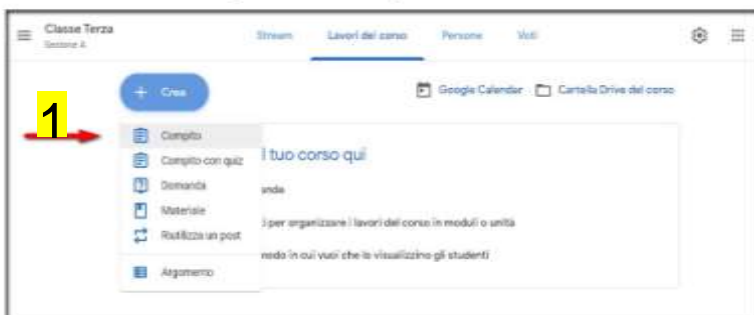 Classe Terza
Sezione A
Stream Lavori del corso Persone Voti
+ Crea
Google Calendar Cartella Drive del corso
1
Compito
l tuo corso qui
Compito con quiz
Domanda
ande
Materiale
i per organizzare i lavori del corso in moduli o unità
Riutilizza un post
modo in cui vuoi che lo visualizzino gli studenti
Argomento